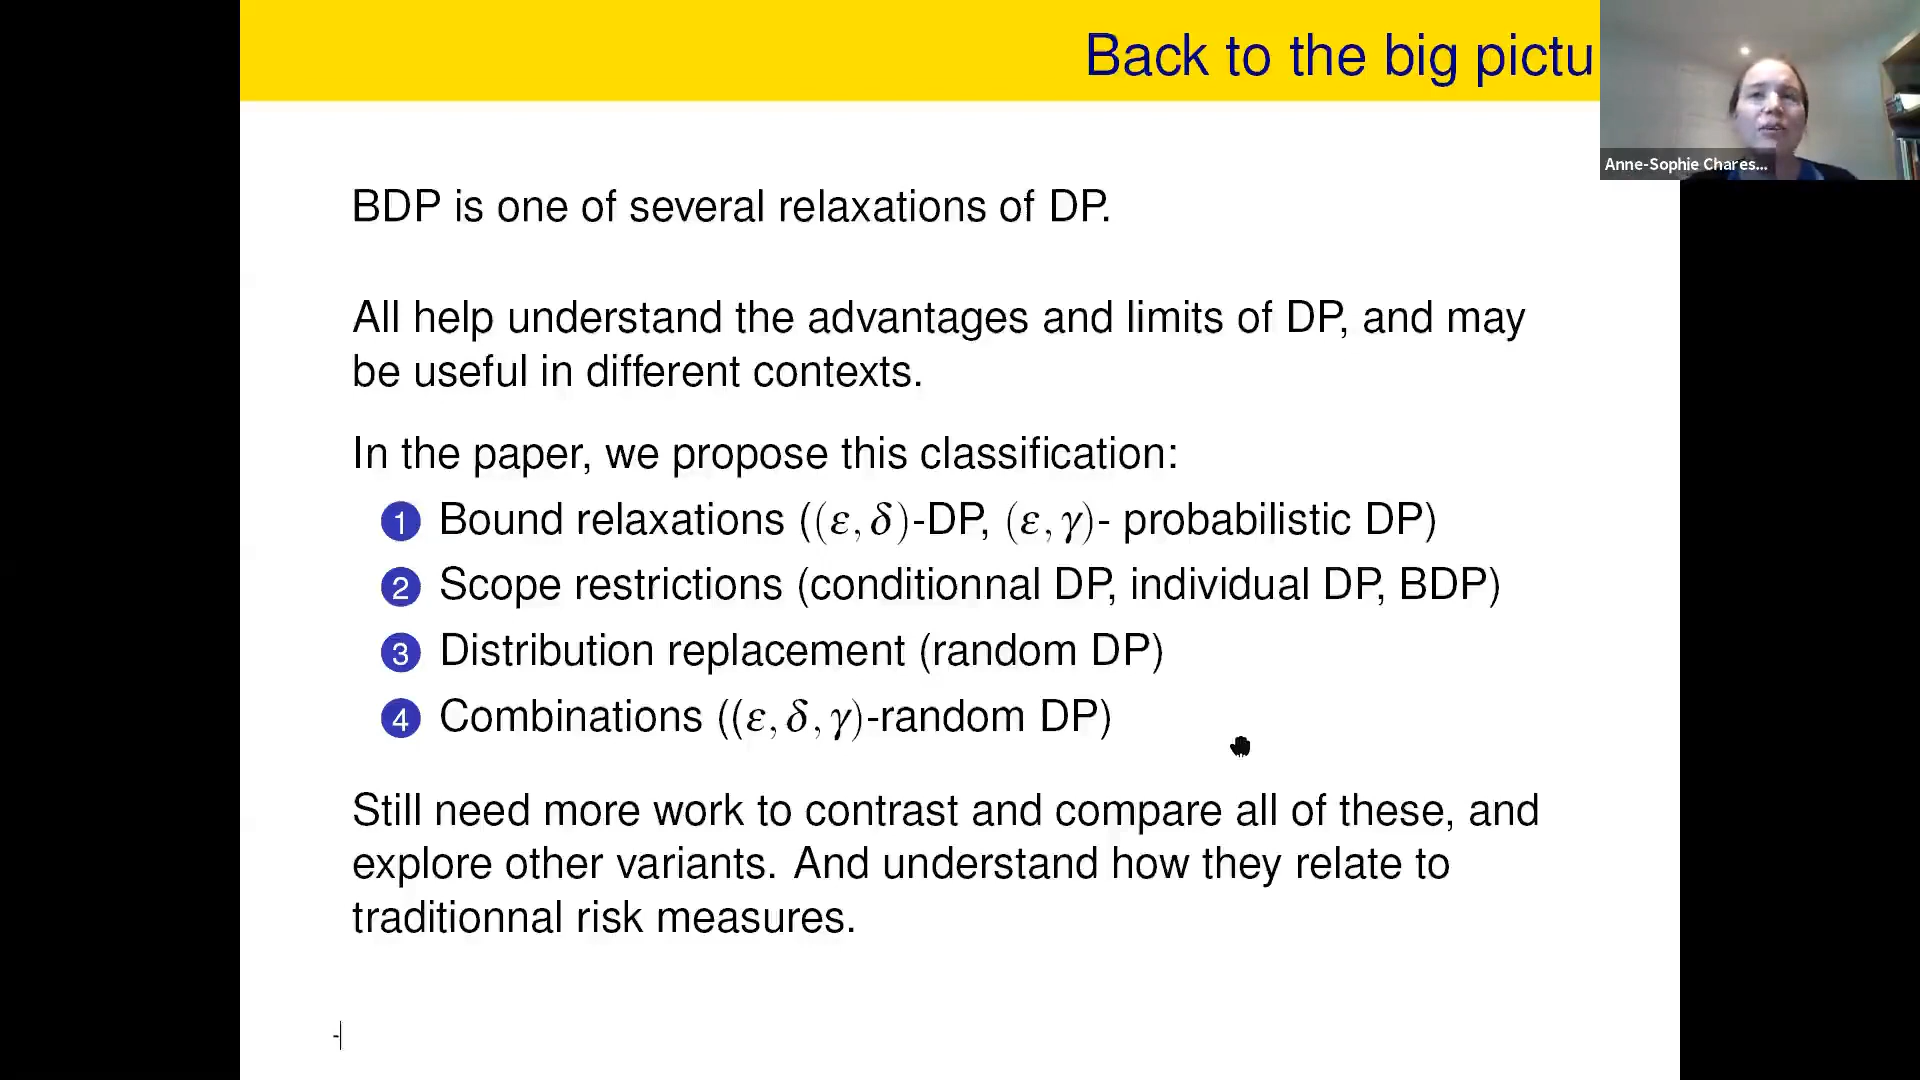 Back to the big pictu
Anne-Sophie Chares...
BDP is one of several relaxations of DP.
All help understand the advantages and limits of DP, and may
be useful in different contexts.
In the paper, we propose this classification:
1 Bound relaxations ((ε, δ)-DP, (ε, γ)- probabilistic DP)
2 Scope restrictions (conditionnal DP, individual DP, BDP)
3 Distribution replacement (random DP)
4 Combinations ((ε, δ, γ)-random DP)
Still need more work to contrast and compare all of these, and
explore other variants. And understand how they relate to
traditionnal risk measures.